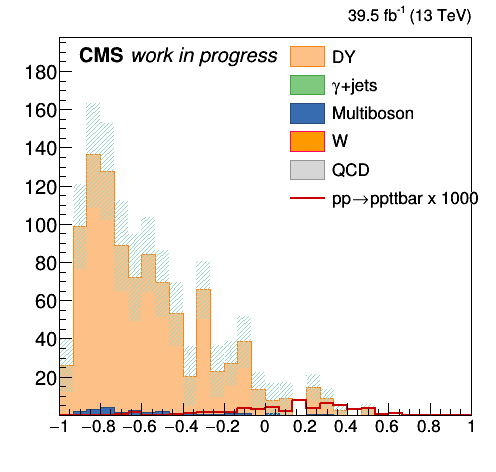 39.5 fb⁻¹ (13 TeV)
CMS work in progress
DY
γ+jets
Multiboson
W
QCD
pp→ppttbar x 1000
180
160
140
120
100
80
60
40
20
−1 −0.8 −0.6 −0.4 −0.2 0 0.2 0.4 0.6 0.8 1